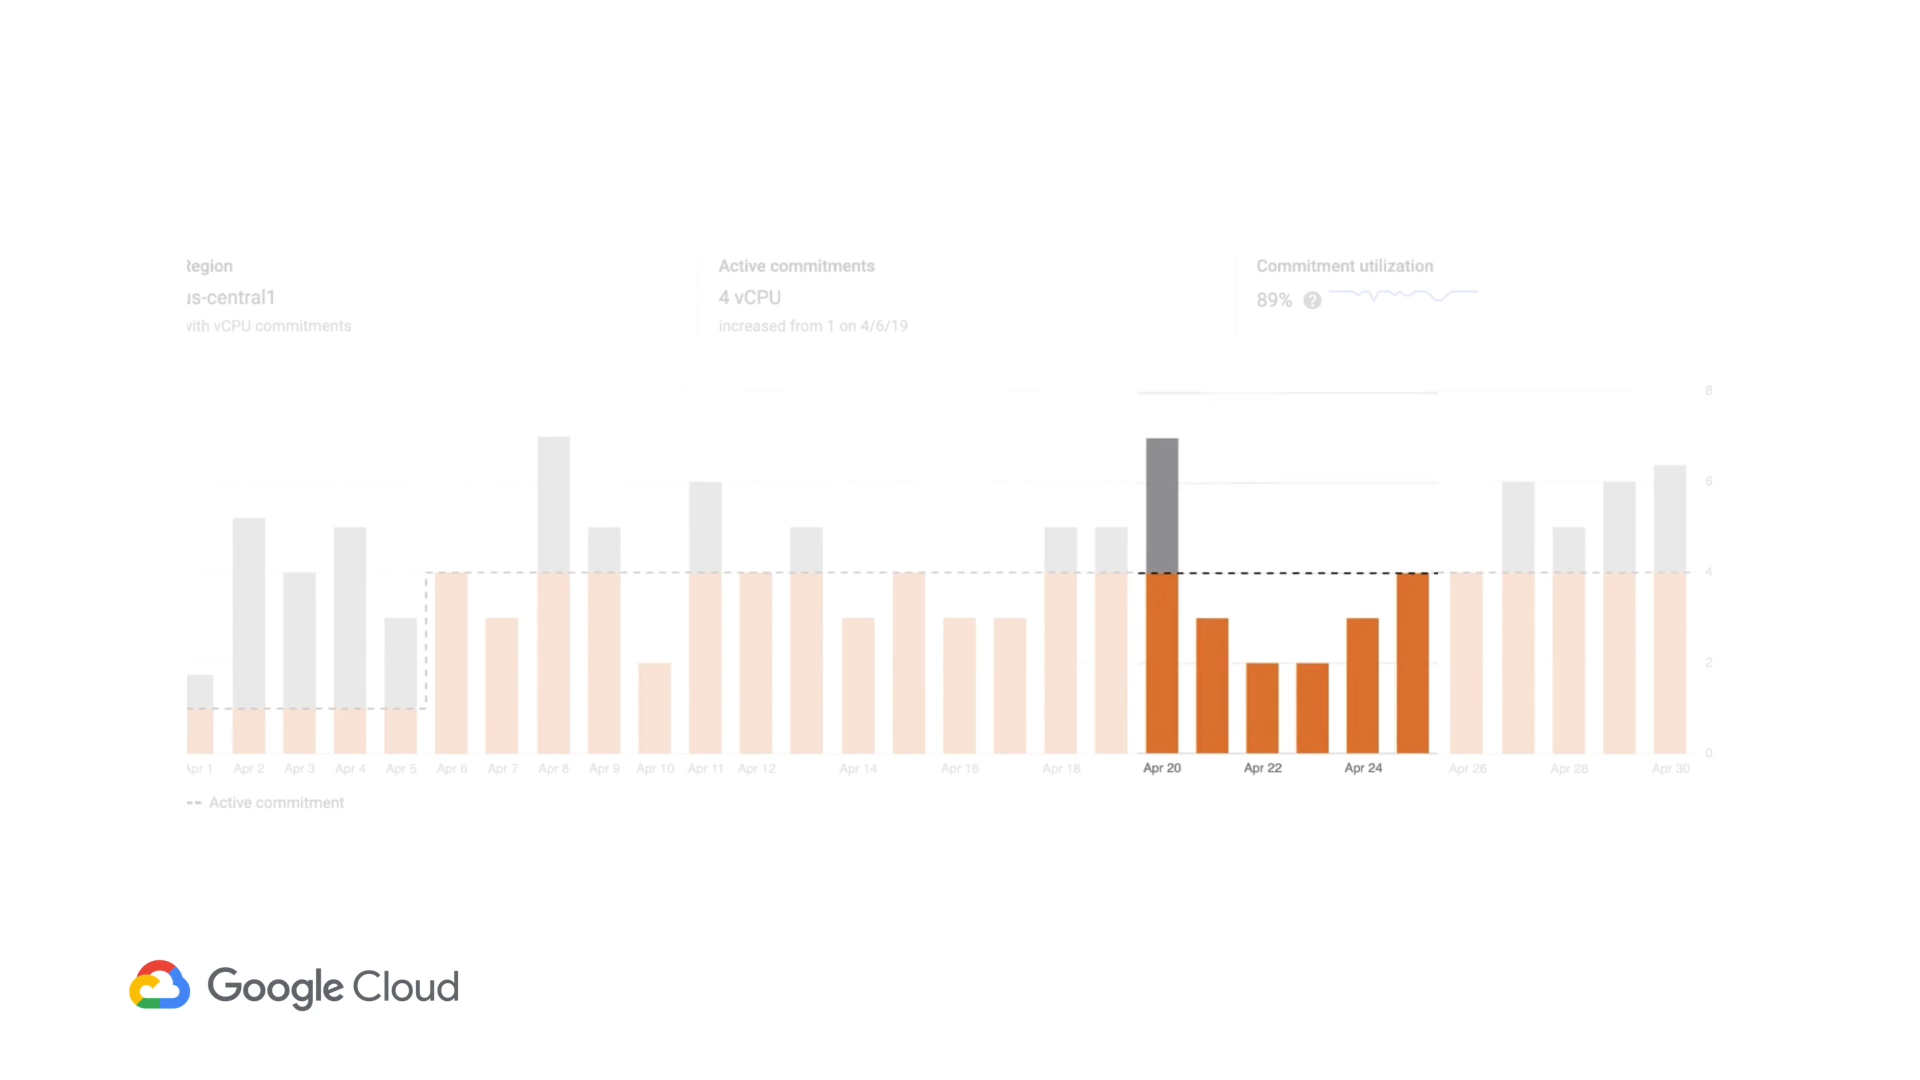 Region
us-central1
with vCPU commitments
Active commitments
4 vCPU
increased from 1 on 4/6/19
Commitment utilization
89% ?
8
6
4
2
0
Apr 1 Apr 2 Apr 3 Apr 4 Apr 5 Apr 6 Apr 7 Apr 8 Apr 9 Apr 10 Apr 11 Apr 12 Apr 14 Apr 16 Apr 18 Apr 20 Apr 22 Apr 24 Apr 26 Apr 28 Apr 30
Active commitment
Google Cloud